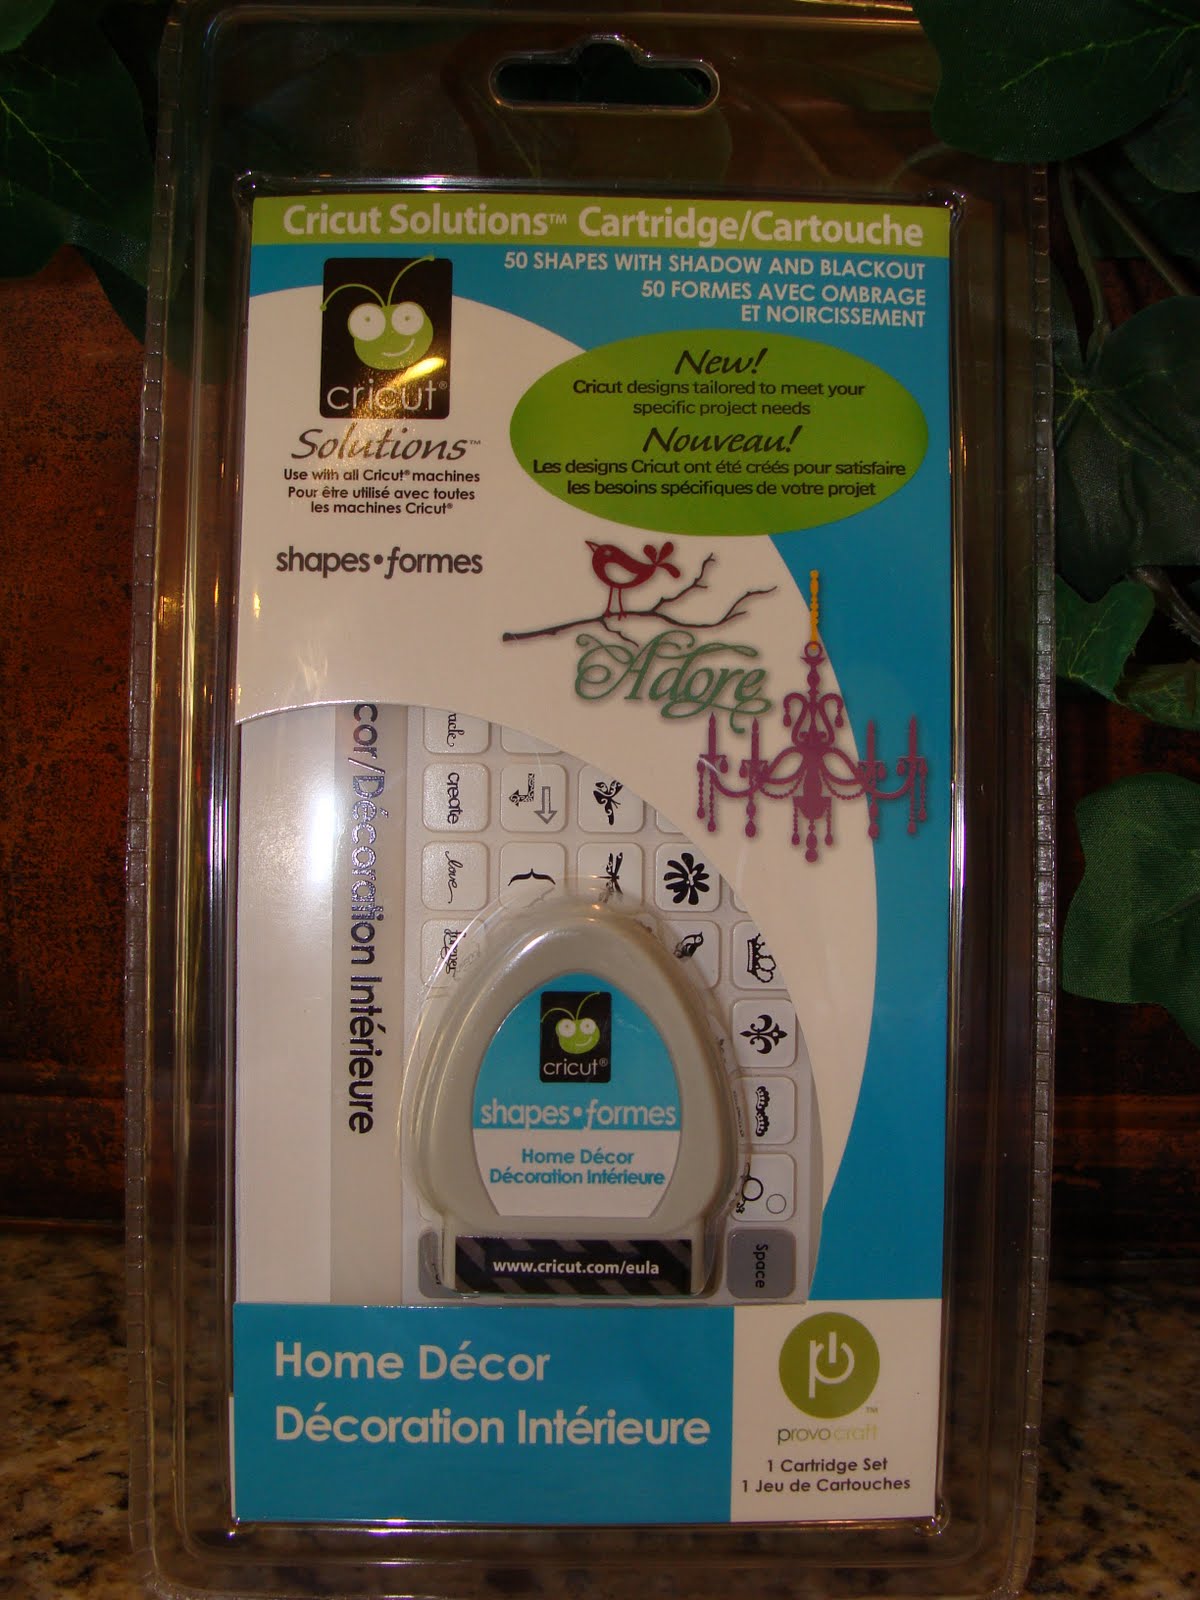 Cricut Solutions™ Cartridge/Cartouche
50 SHAPES WITH SHADOW AND BLACKOUT
50 FORMES AVEC OMBRAGE
ET NOIRCISSEMENT
cricut®
Solutions™
Use with all Cricut® machines
Pour être utilisé avec toutes
les machines Cricut®
New!
Cricut designs tailored to meet your
specific project needs
Nouveau!
Les designs Cricut ont été créés pour satisfaire
les besoins spécifiques de votre projet
shapes•formes
Adore
cor/Décoration Intérieure
create
love
cricut®
shapes•formes
Home Décor
Décoration Intérieure
www.cricut.com/eula
Space
Home Décor
Décoration Intérieure
provo craft™
1 Cartridge Set
1 Jeu de Cartouches